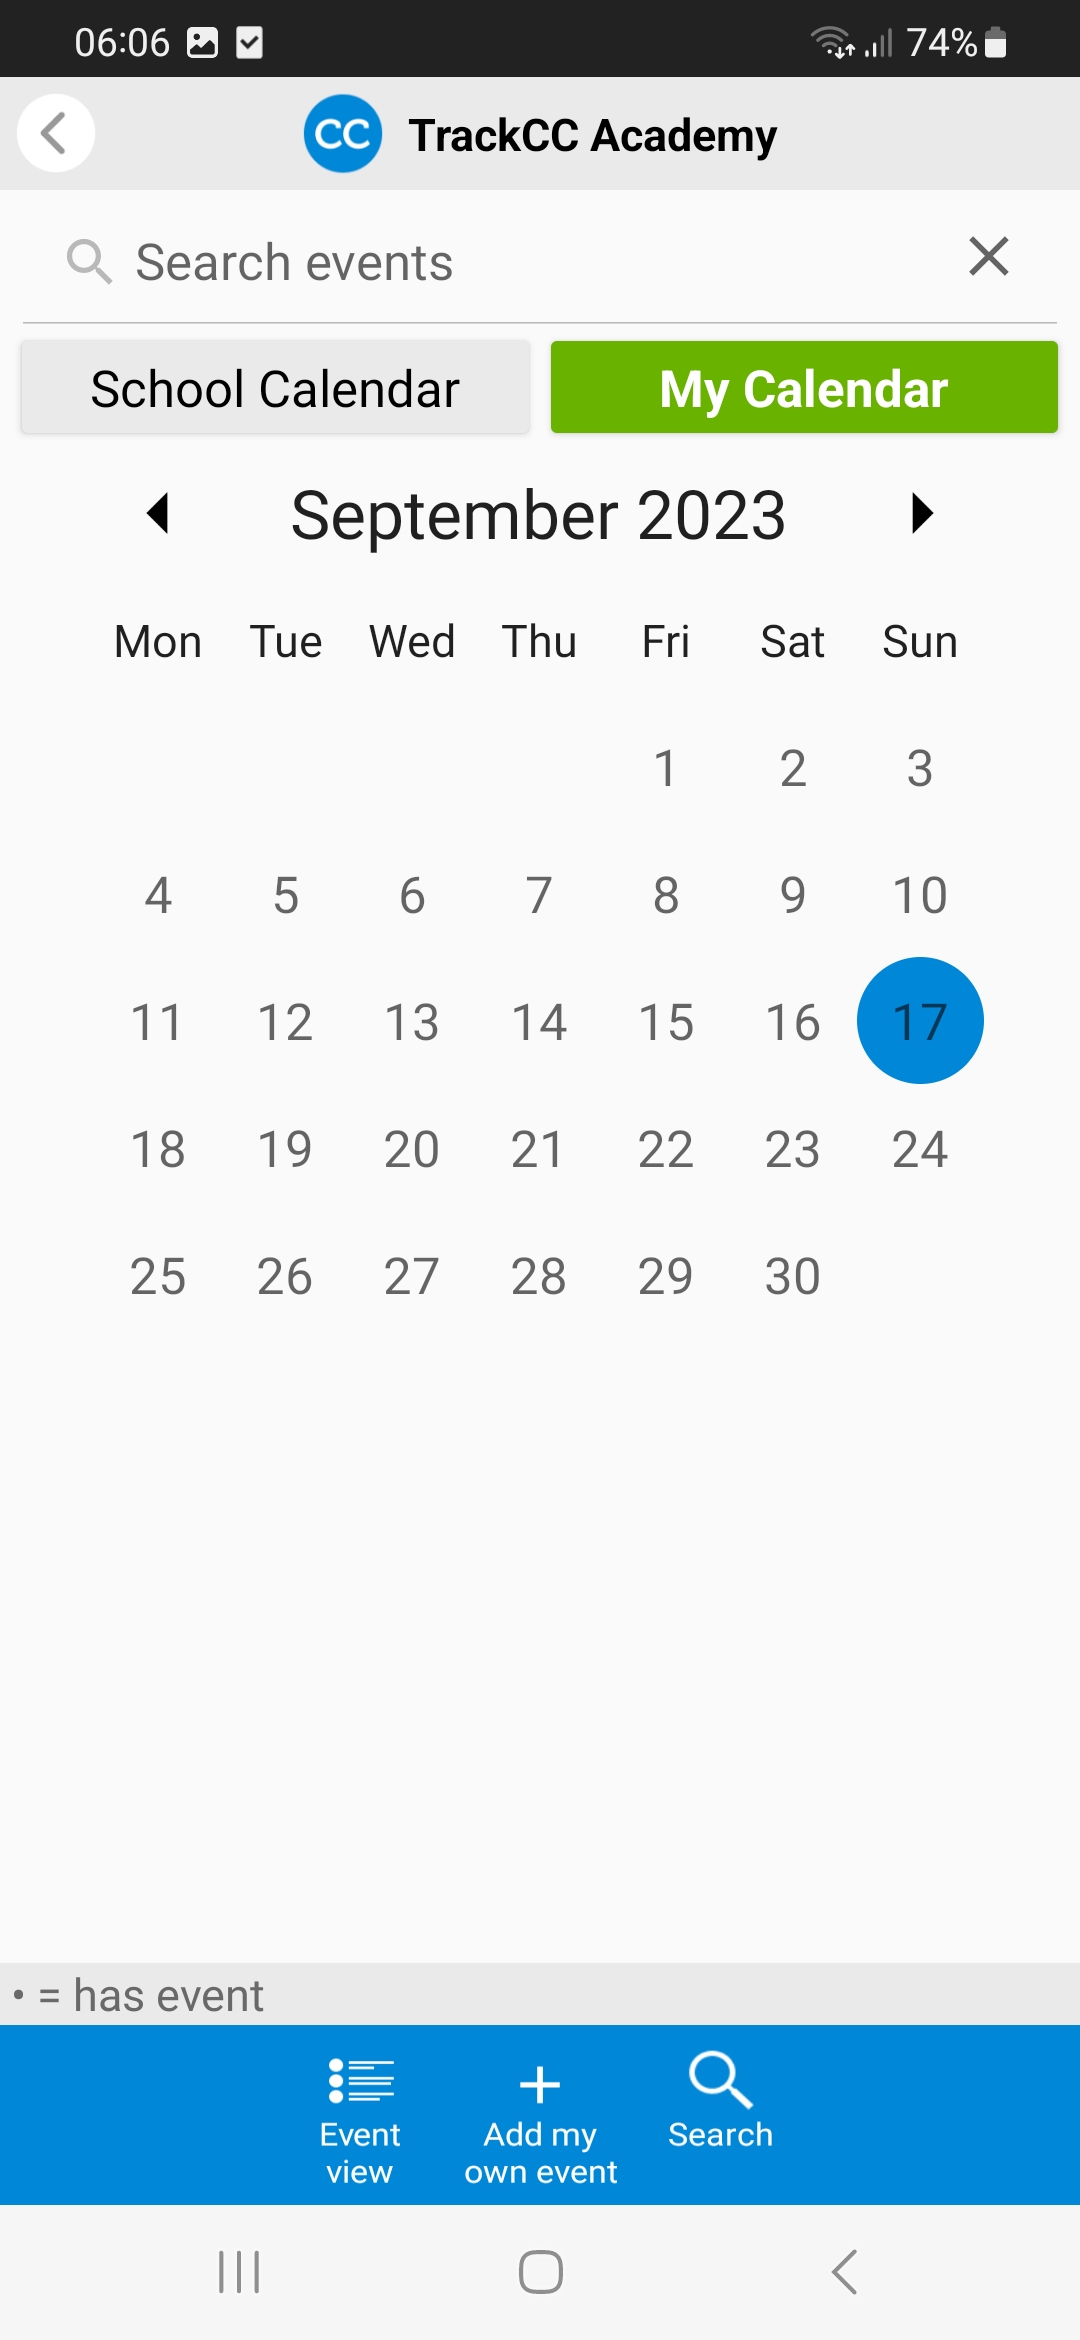 06:06 74%
CC TrackCC Academy
Search events
School Calendar My Calendar
September 2023
Mon Tue Wed Thu Fri Sat Sun
1 2 3
4 5 6 7 8 9 10
11 12 13 14 15 16 17
18 19 20 21 22 23 24
25 26 27 28 29 30
• = has event
Event view
Add my own event
Search